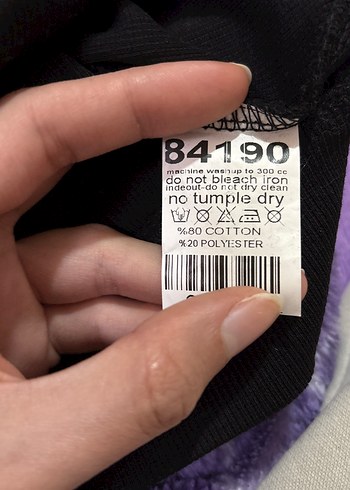 84190
machine washup to 300 cc
do not bleach iron
indeout-do not dry clean
no tumple dry
%80 COTTON
%20 POLYESTER